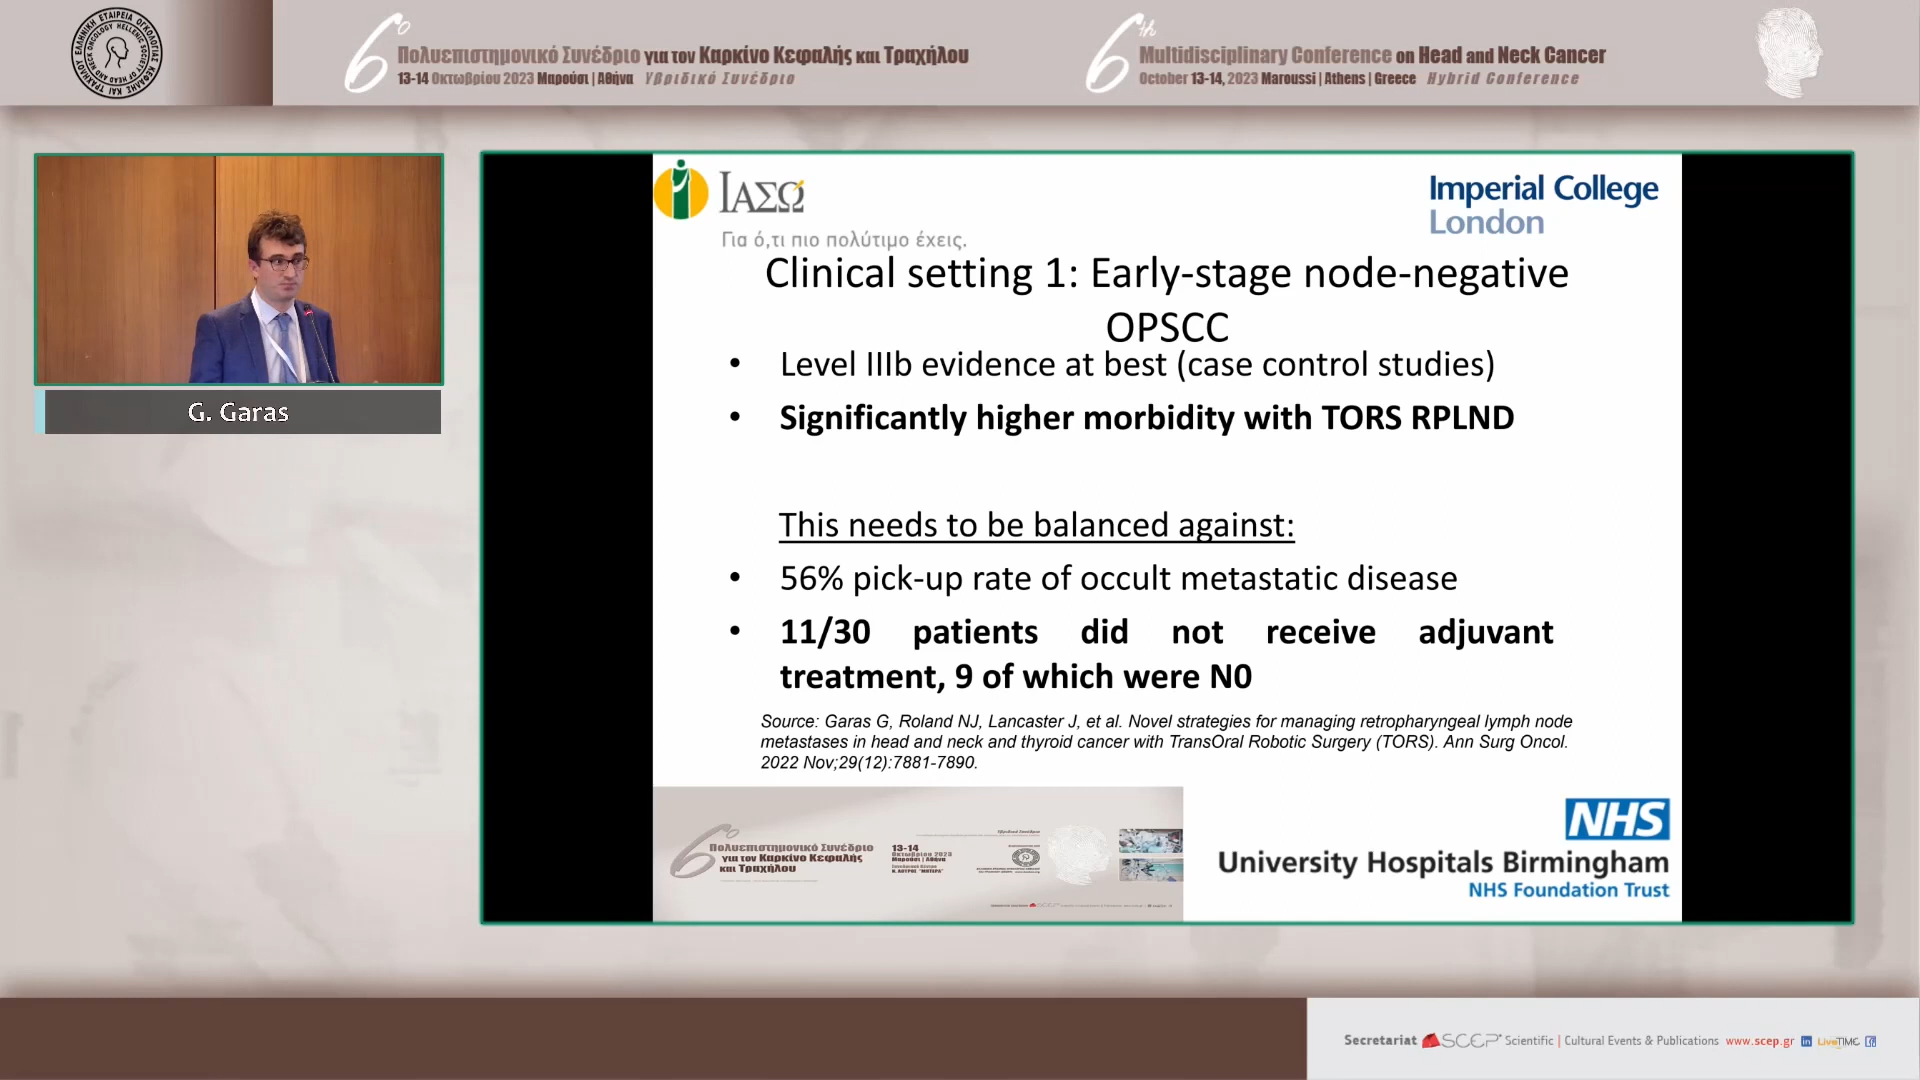 6ο Πολυεπιστημονικό Συνέδριο για τον Καρκίνο Κεφαλής και Τραχήλου
13-14 Οκτωβρίου 2023 Μαρούσι | Αθήνα Υβριδικό Συνέδριο
6th Multidisciplinary Conference on Head and Neck Cancer
October 13-14, 2023 Maroussi | Athens | Greece Hybrid Conference
G. Garas
ΙΑΣΩ
Για ό,τι πιο πολύτιμο έχεις.
Imperial College
London
Clinical setting 1: Early-stage node-negative
OPSCC
• Level IIIb evidence at best (case control studies)
• Significantly higher morbidity with TORS RPLND
This needs to be balanced against:
• 56% pick-up rate of occult metastatic disease
• 11/30 patients did not receive adjuvant
treatment, 9 of which were N0
Source: Garas G, Roland NJ, Lancaster J, et al. Novel strategies for managing retropharyngeal lymph node
metastases in head and neck and thyroid cancer with TransOral Robotic Surgery (TORS). Ann Surg Oncol.
2022 Nov;29(12):7881-7890.
6ο Πολυεπιστημονικό Συνέδριο
για τον Καρκίνο Κεφαλής
και Τραχήλου
13-14
Οκτωβρίου 2023
Μαρούσι | Αθήνα
NHS
University Hospitals Birmingham
NHS Foundation Trust
Secretariat SCEP Scientific | Cultural Events & Publications www.scep.gr in LiveTIME f